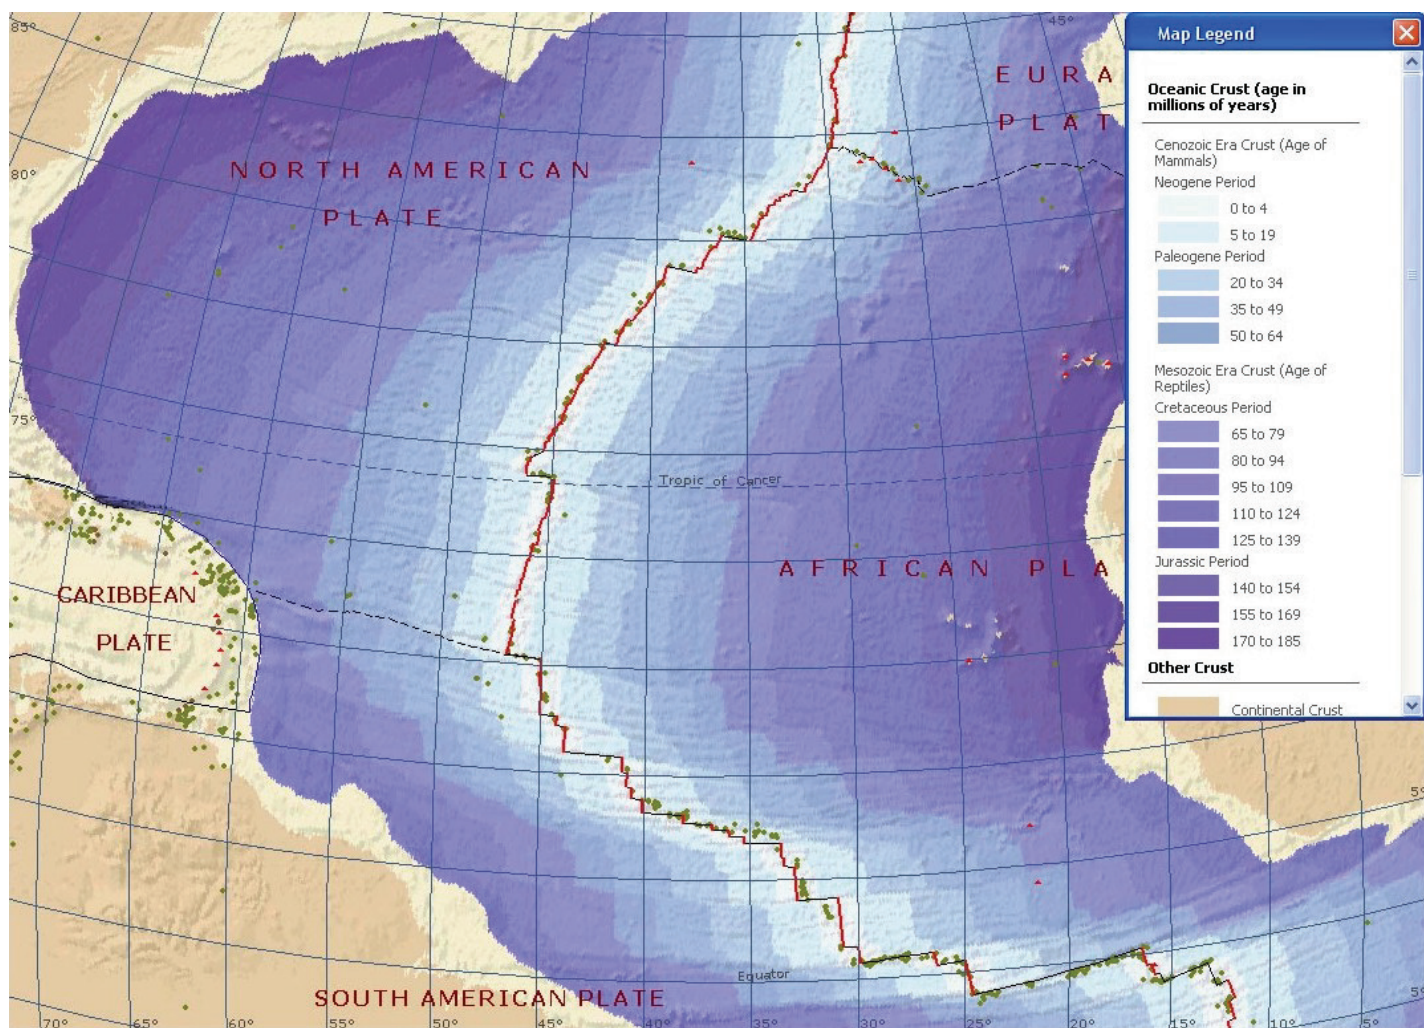 85°
45°
Map Legend
EURA
PLAT
Oceanic Crust (age in
millions of years)
Cenozoic Era Crust (Age of
Mammals)
Neogene Period
0 to 4
5 to 19
Paleogene Period
20 to 34
35 to 49
50 to 64
Mesozoic Era Crust (Age of
Reptiles)
Cretaceous Period
65 to 79
80 to 94
95 to 109
110 to 124
125 to 139
Jurassic Period
140 to 154
155 to 169
170 to 185
Other Crust
Continental Crust
NORTH AMERICAN
PLATE
80°
75°
Tropic of Cancer
AFRICAN PLA
CARIBBEAN
PLATE
5°
Equator
SOUTH AMERICAN PLATE
5°
70°
65°
60°
55°
50°
45°
40°
35°
30°
25°
20°
15°
10°